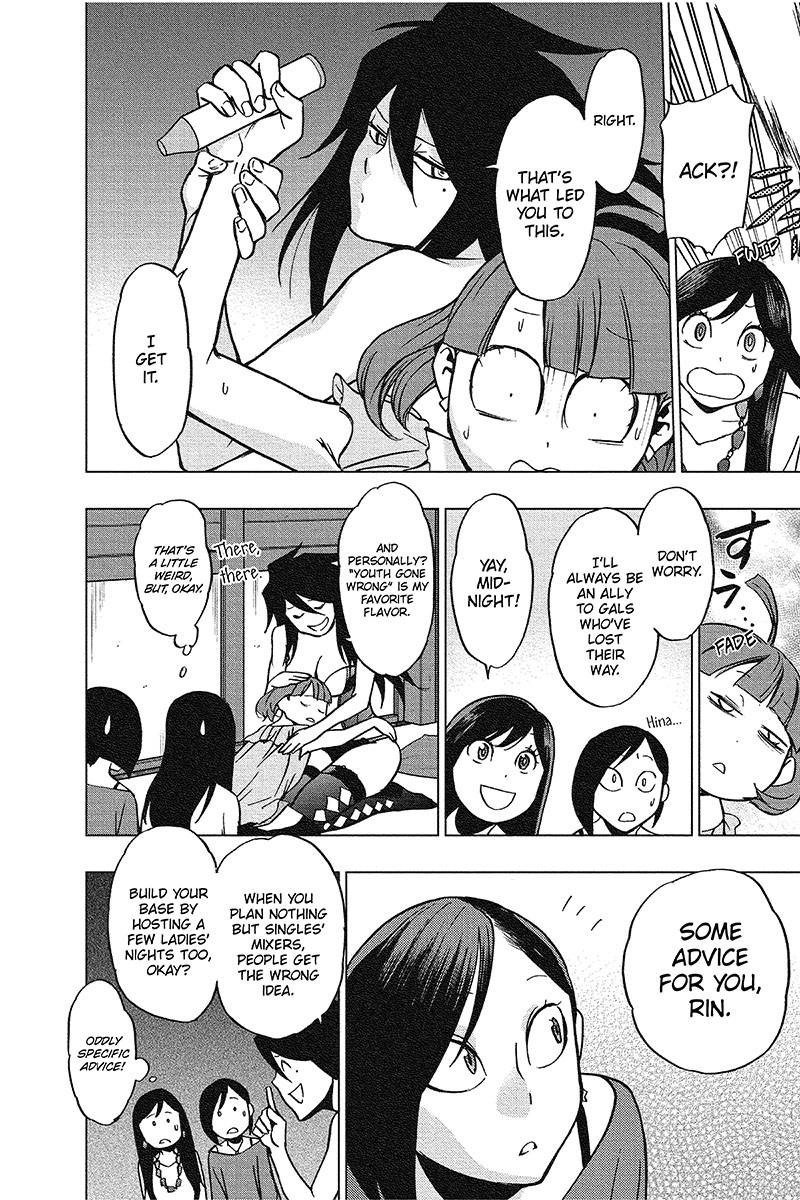 ACK?!
FWIP
RIGHT.
THAT'S
WHAT LED
YOU TO
THIS.
I
GET
IT.
すぅ...
FADE
DON'T
WORRY.
I'LL
ALWAYS BE
AN ALLY
TO GALS
WHO'VE
LOST
THEIR
WAY.
Hina...
YAY,
MID-
NIGHT!
AND
PERSONALLY?
"YOUTH GONE
WRONG" IS MY
FAVORITE
FLAVOR.
There,
there.
THAT'S
A LITTLE
WEIRD,
BUT, OKAY.
SOME
ADVICE
FOR YOU,
RIN.
WHEN YOU
PLAN NOTHING
BUT SINGLES'
MIXERS,
PEOPLE GET
THE WRONG
IDEA.
BUILD YOUR
BASE BY
HOSTING A
FEW LADIES'
NIGHTS TOO,
OKAY?
ODDLY
SPECIFIC
ADVICE!